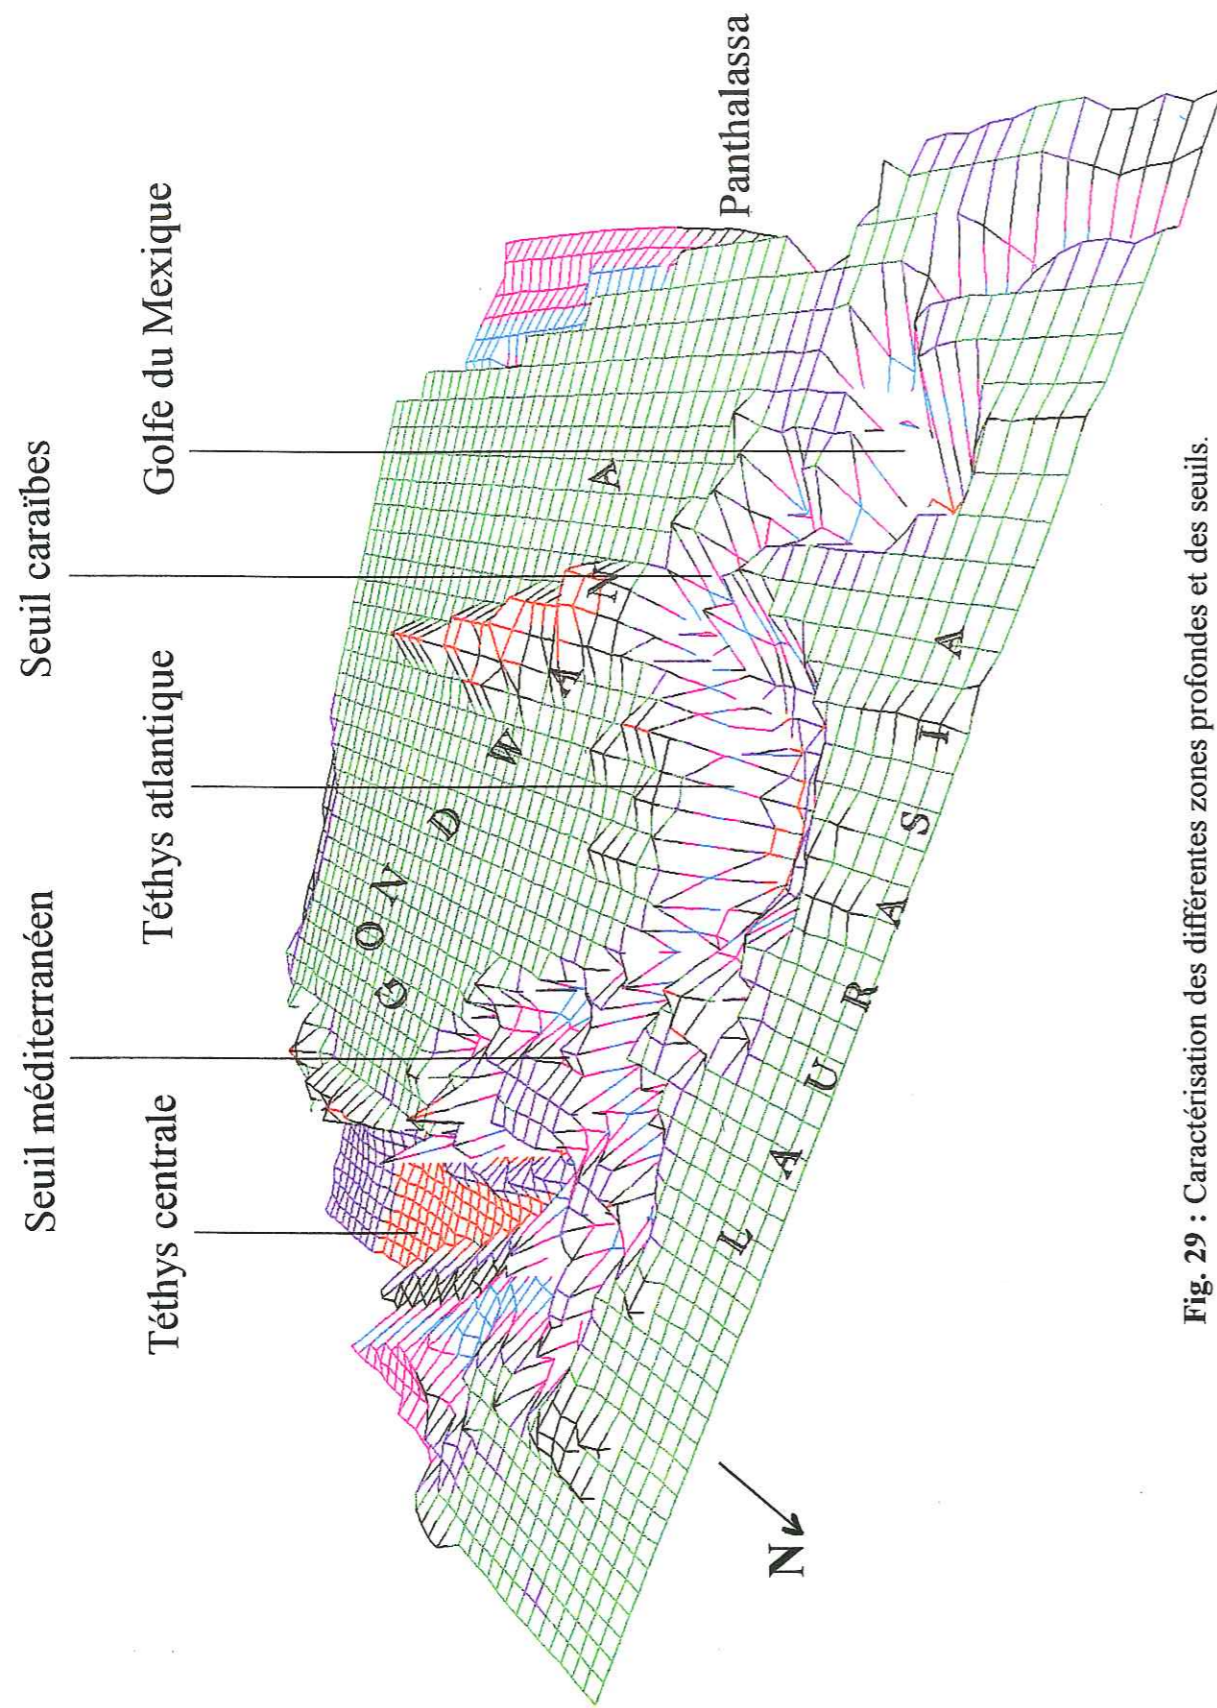 Seuil méditerranéen
Seuil caraïbes
Téthys centrale
Téthys atlantique
Golfe du Mexique
Panthalassa
GONDWANA
LAURASIA
N
Fig. 29 : Caractérisation des différentes zones profondes et des seuils.